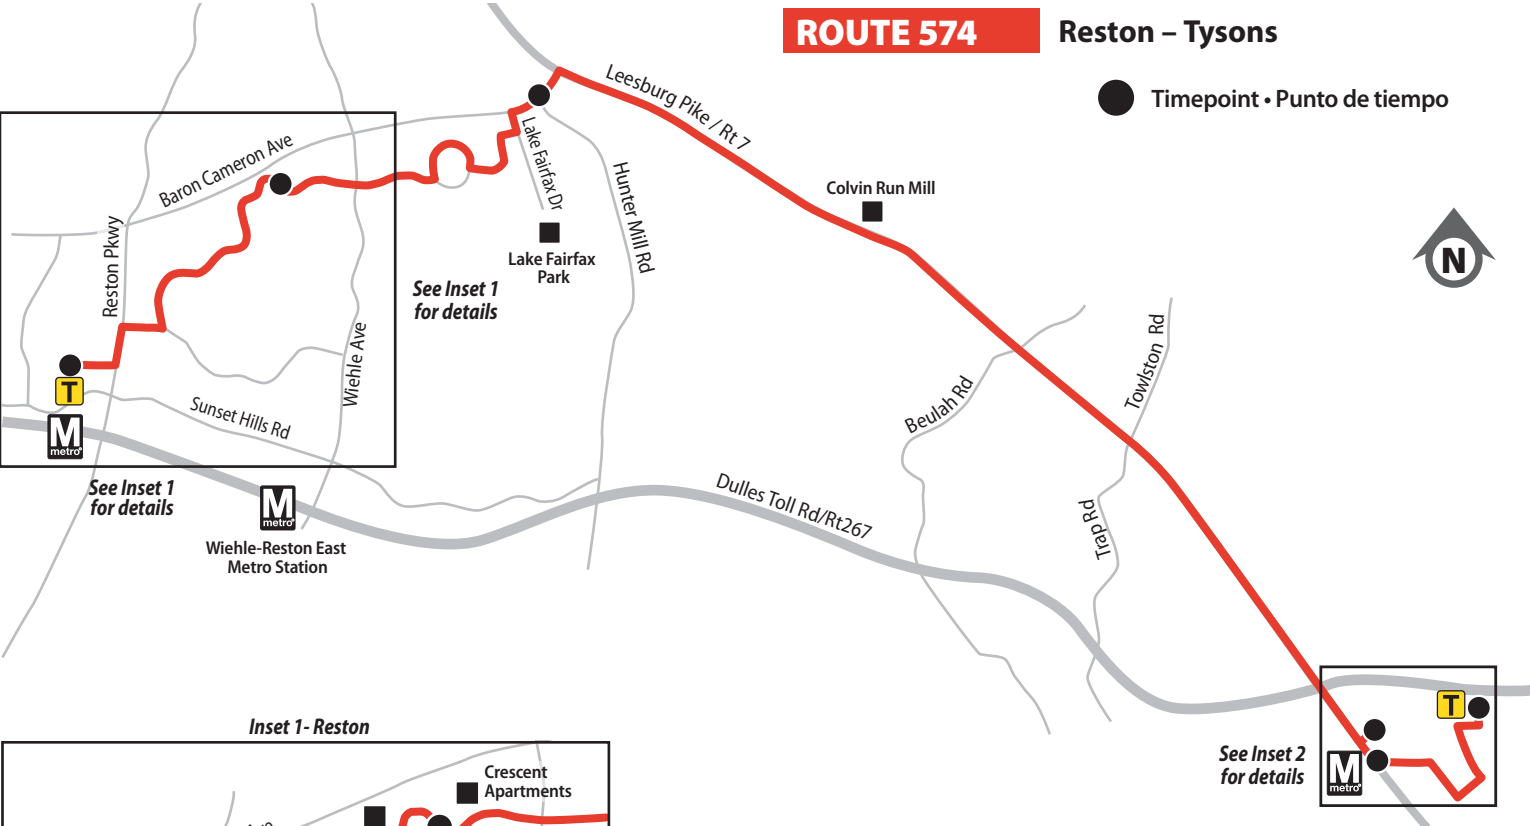 ROUTE 574
Reston – Tysons
Timepoint • Punto de tiempo
Leesburg Pike / Rt 7
Baron Cameron Ave
Lake Fairfax Dr
Hunter Mill Rd
Colvin Run Mill
Lake Fairfax
Park
N
Reston Pkwy
See Inset 1
for details
Wiehle Ave
Towlston Rd
Beulah Rd
T
Sunset Hills Rd
M
metro
See Inset 1
for details
M
metro
Wiehle-Reston East
Metro Station
Dulles Toll Rd/Rt267
Trap Rd
T
See Inset 2
for details
M
metro
Inset 1- Reston
Crescent
Apartments